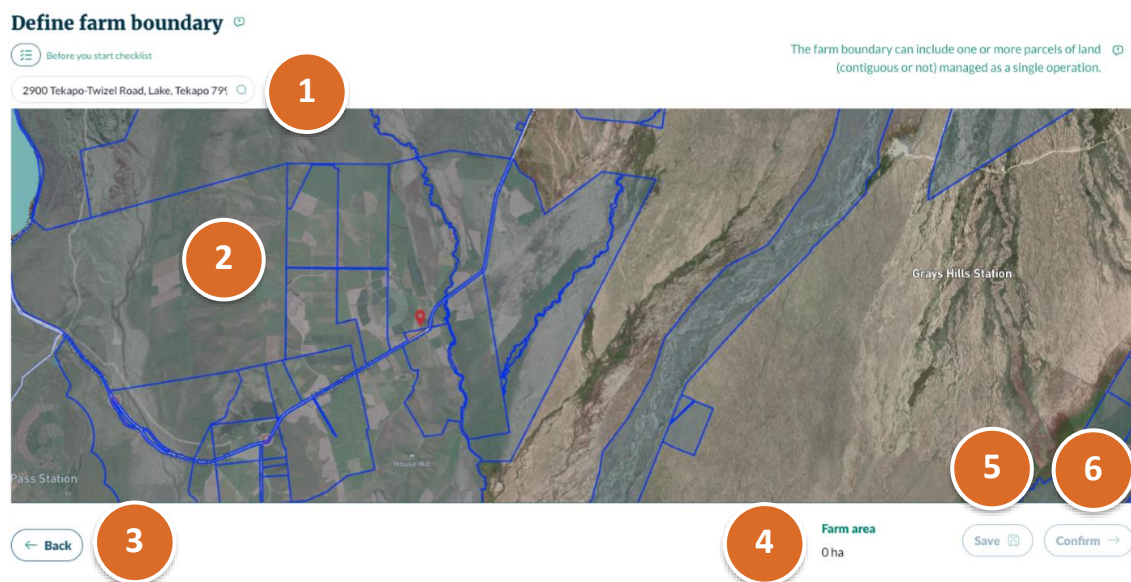 Define farm boundary
Before you start checklist
The farm boundary can include one or more parcels of land
(contiguous or not) managed as a single operation.
2900 Tekapo-Twizel Road, Lake, Tekapo 799
1
2
Grays Hills Station
House Hill
Pass Station
5
6
3
4
← Back
Farm area
0 ha
Save
Confirm →